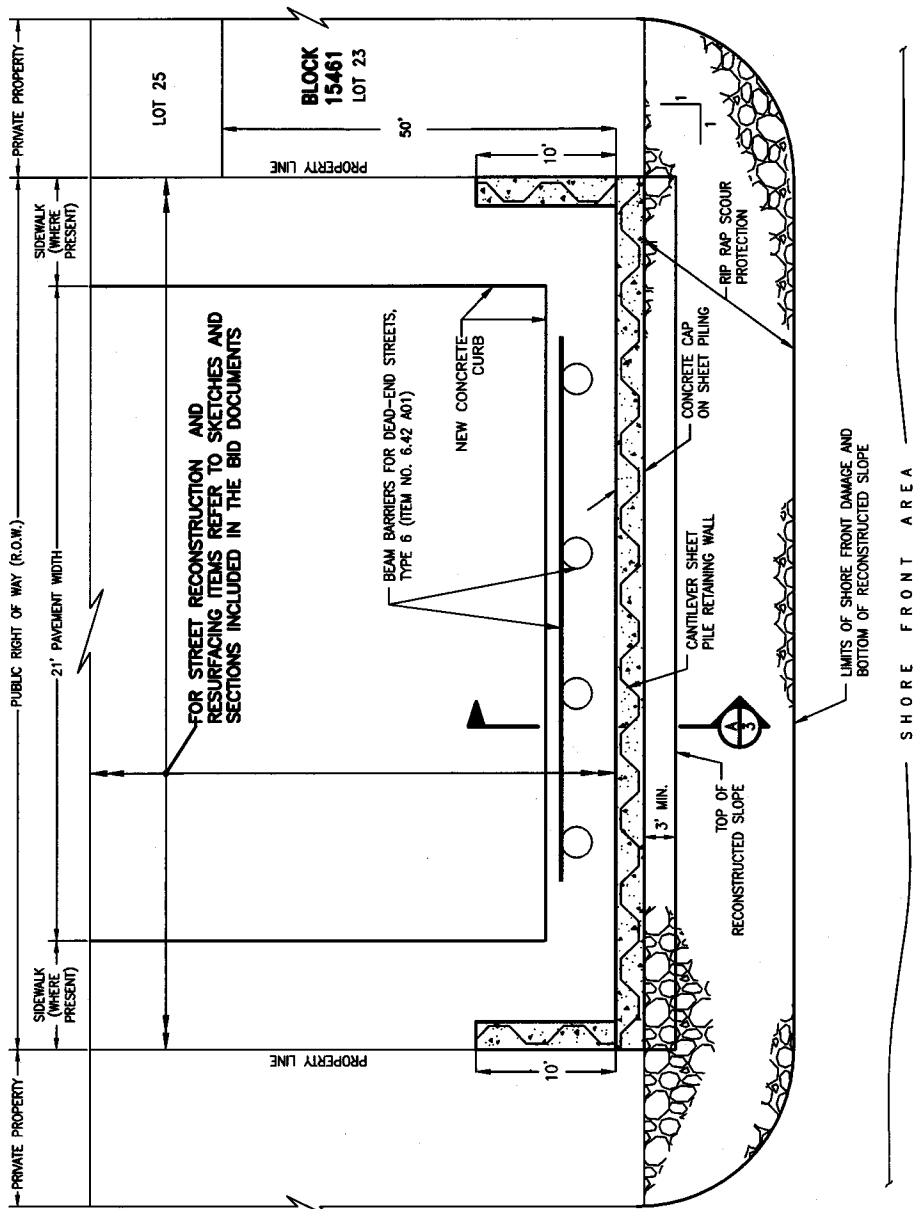 PRIVATE PROPERTY
PUBLIC RIGHT OF WAY (R.O.W.)
PRIVATE PROPERTY
SIDEWALK
(WHERE
PRESENT)
21' PAVEMENT WIDTH
SIDEWALK
(WHERE
PRESENT)
LOT 25
BLOCK
15461
LOT 23
50'
PROPERTY LINE
PROPERTY LINE
10'
10'
FOR STREET RECONSTRUCTION AND
RESURFACING ITEMS REFER TO SKETCHES AND
SECTIONS INCLUDED IN THE BID DOCUMENTS
BEAM BARRIERS FOR DEAD-END STREETS,
TYPE 6 (ITEM NO. 6.42 A01)
NEW CONCRETE
CURB
CANTILEVER SHEET
PILE RETAINING WALL
CONCRETE CAP
ON SHEET PILING
RIP RAP SCOUR
PROTECTION
1
1
3' MIN.
TOP OF
RECONSTRUCTED SLOPE
A
3
LIMITS OF SHORE FRONT DAMAGE AND
BOTTOM OF RECONSTRUCTED SLOPE
SHORE FRONT AREA